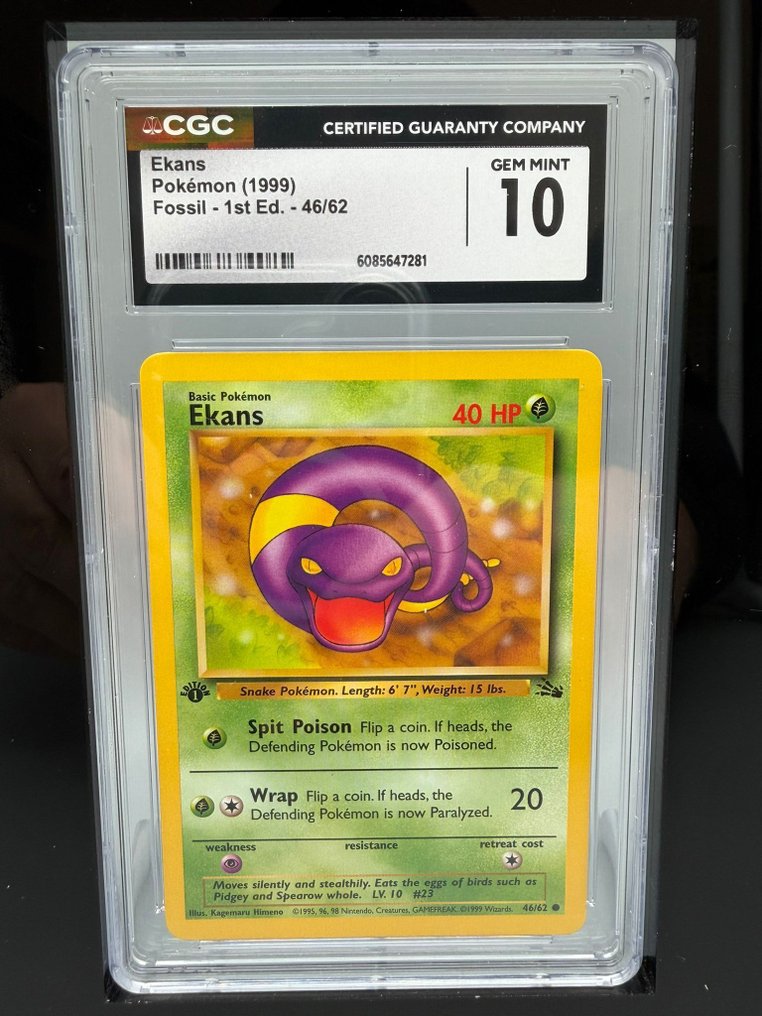 CGC
CERTIFIED GUARANTY COMPANY
Ekans
Pokémon (1999)
Fossil - 1st Ed. - 46/62
GEM MINT
10
6085647281
Basic Pokémon
Ekans
40 HP
EDITION
1
Snake Pokémon. Length: 6' 7", Weight: 15 lbs.
Spit Poison Flip a coin. If heads, the
Defending Pokémon is now Poisoned.
Wrap Flip a coin. If heads, the
Defending Pokémon is now Paralyzed.
20
weakness
resistance
retreat cost
Moves silently and stealthily. Eats the eggs of birds such as
Pidgey and Spearow whole. LV. 10 #23
Illus. Kagemaru Himeno ©1995, 96, 98 Nintendo, Creatures, GAMEFREAK. ©1999 Wizards. 46/62